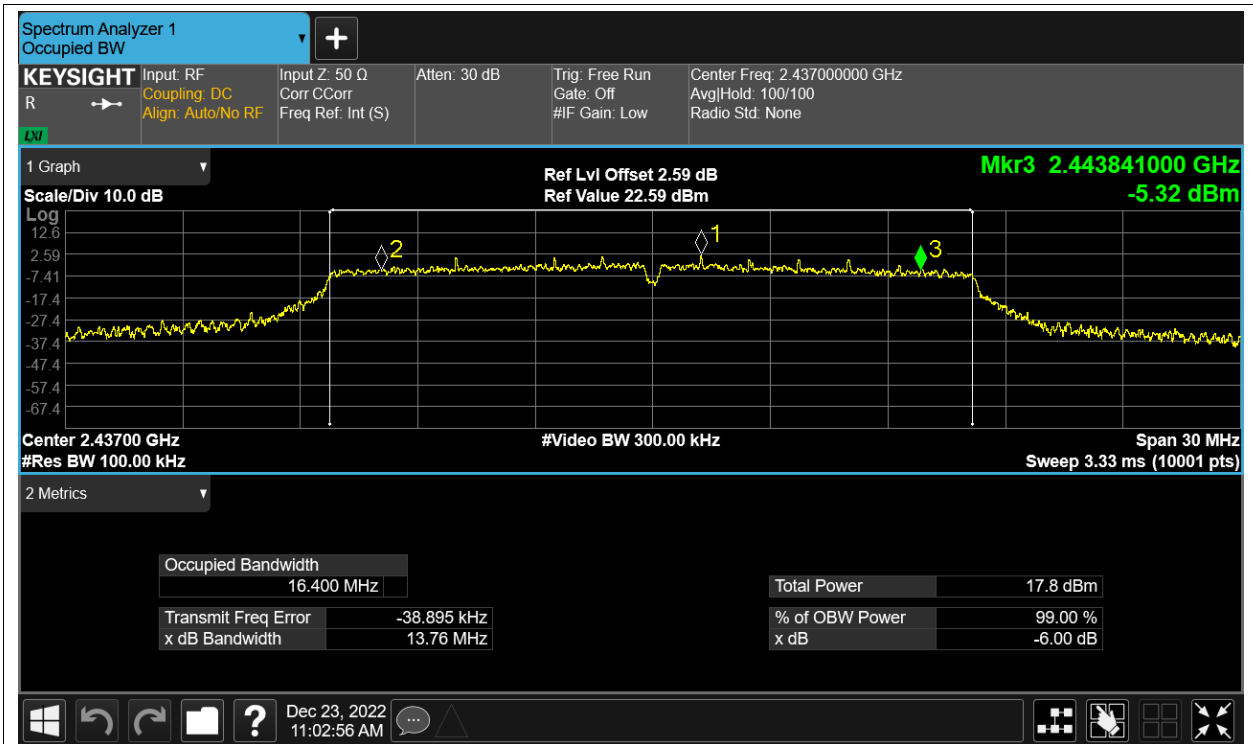 Spectrum Analyzer 1
Occupied BW
KEYSIGHT
R
LXI
Input: RF
Coupling: DC
Align: Auto/No RF
Input Z: 50 Ω
Corr CCorr
Freq Ref: Int (S)
Atten: 30 dB
Trig: Free Run
Gate: Off
#IF Gain: Low
Center Freq: 2.437000000 GHz
Avg|Hold: 100/100
Radio Std: None
1 Graph
Scale/Div 10.0 dB
Ref Lvl Offset 2.59 dB
Ref Value 22.59 dBm
Mkr3 2.443841000 GHz
-5.32 dBm
Log
12.6
2.59
-7.41
-17.4
-27.4
-37.4
-47.4
-57.4
-67.4
2
1
3
Center 2.43700 GHz
#Res BW 100.00 kHz
#Video BW 300.00 kHz
Span 30 MHz
Sweep 3.33 ms (10001 pts)
2 Metrics
Occupied Bandwidth
16.400 MHz
Transmit Freq Error -38.895 kHz
x dB Bandwidth 13.76 MHz
Total Power 17.8 dBm
% of OBW Power 99.00 %
x dB -6.00 dB
?
Dec 23, 2022
11:02:56 AM